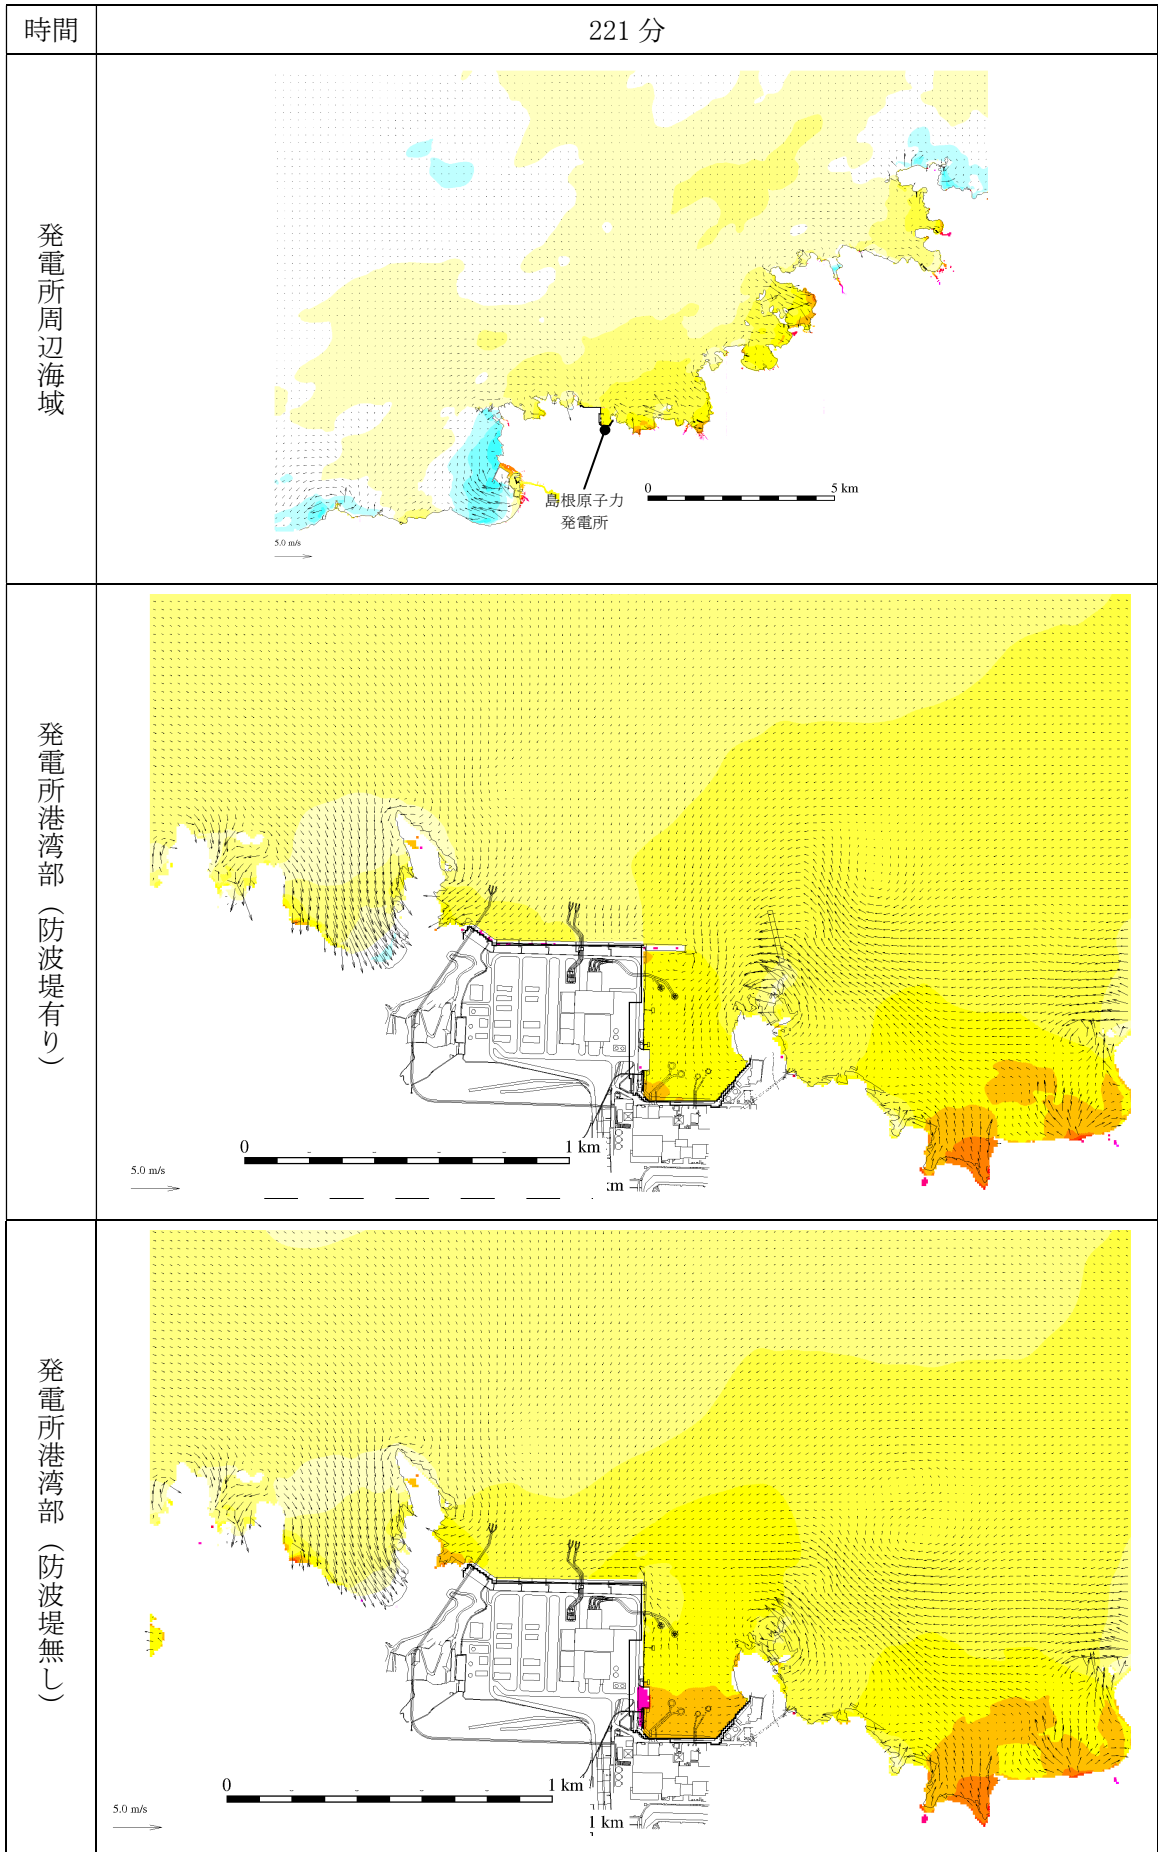 時間
221 分
発電所周辺海域
島根原子力
発電所
0
5 km
5.0 m/s
発電所港湾部（防波堤有り）
0
1 km
5.0 m/s
km
発電所港湾部（防波堤無し）
0
1 km
5.0 m/s
1 km